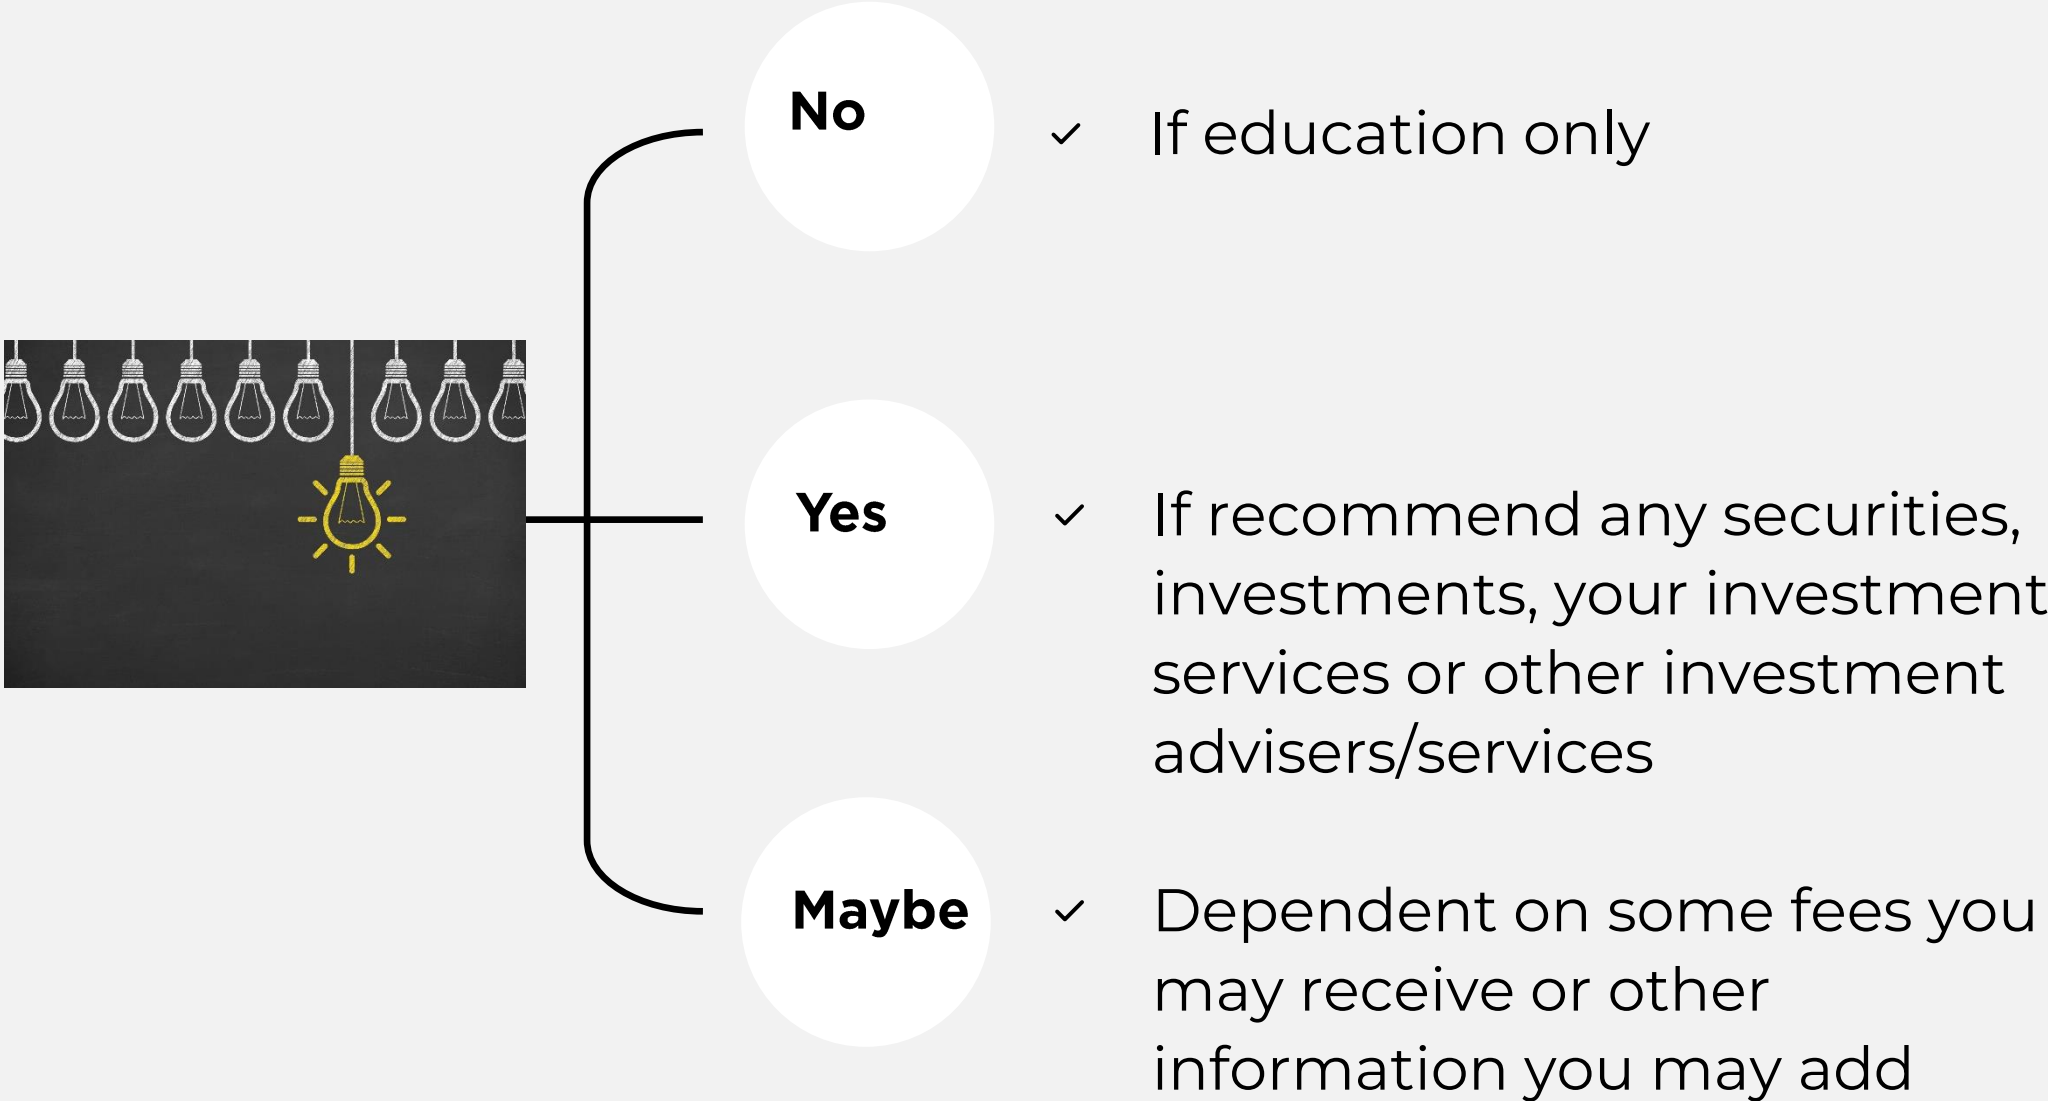 No
If education only
Yes
If recommend any securities,
investments, your investment
services or other investment
advisers/services
Maybe
Dependent on some fees you
may receive or other
information you may add